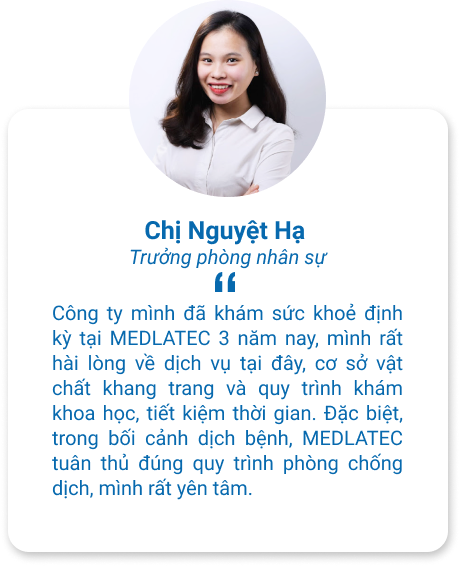 Chị Nguyệt Hạ
Trưởng phòng nhân sự
“
Công ty mình đã khám sức khoẻ định
kỳ tại MEDLATEC 3 năm nay, mình rất
hài lòng về dịch vụ tại đây, cơ sở vật
chất khang trang và quy trình khám
khoa học, tiết kiệm thời gian. Đặc biệt,
trong bối cảnh dịch bệnh, MEDLATEC
tuân thủ đúng quy trình phòng chống
dịch, mình rất yên tâm.